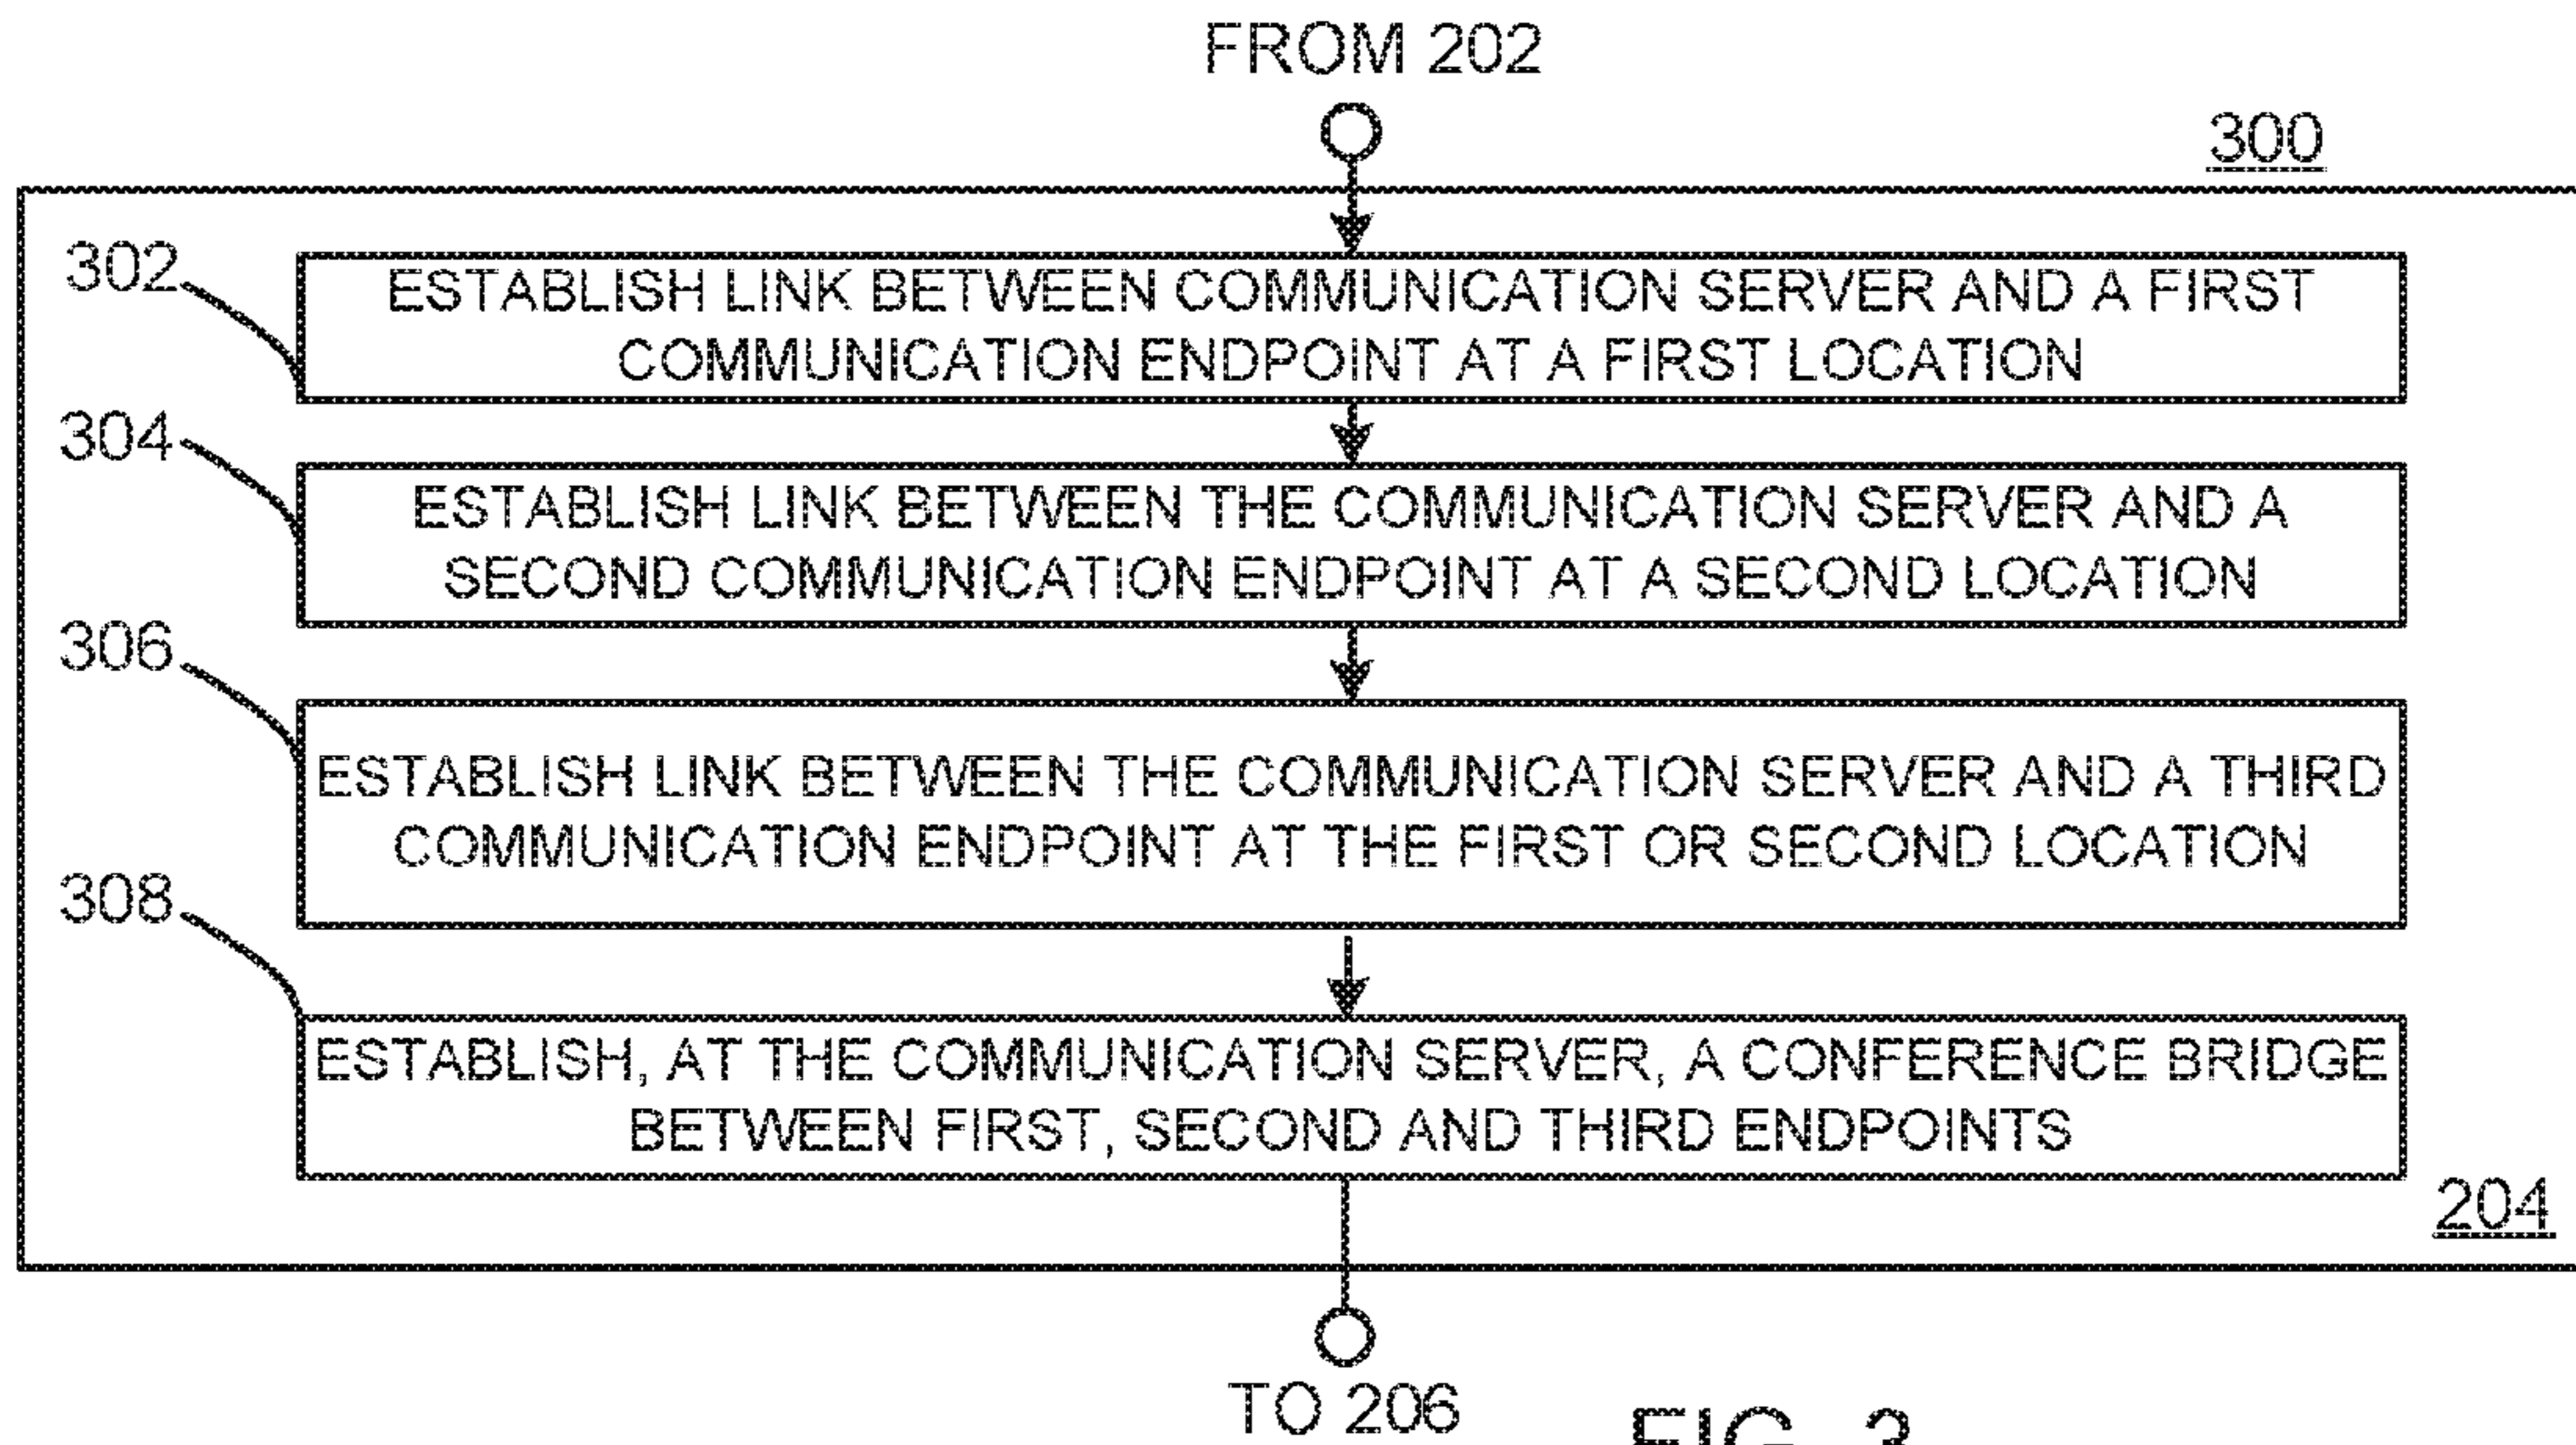 FROM 202
300
302
ESTABLISH LINK BETWEEN COMMUNICATION SERVER AND A FIRST
COMMUNICATION ENDPOINT AT A FIRST LOCATION
304
ESTABLISH LINK BETWEEN THE COMMUNICATION SERVER AND A
SECOND COMMUNICATION ENDPOINT AT A SECOND LOCATION
306
ESTABLISH LINK BETWEEN THE COMMUNICATION SERVER AND A THIRD
COMMUNICATION ENDPOINT AT THE FIRST OR SECOND LOCATION
308
ESTABLISH, AT THE COMMUNICATION SERVER, A CONFERENCE BRIDGE
BETWEEN FIRST, SECOND AND THIRD ENDPOINTS
204
TO 206
FIG. 3